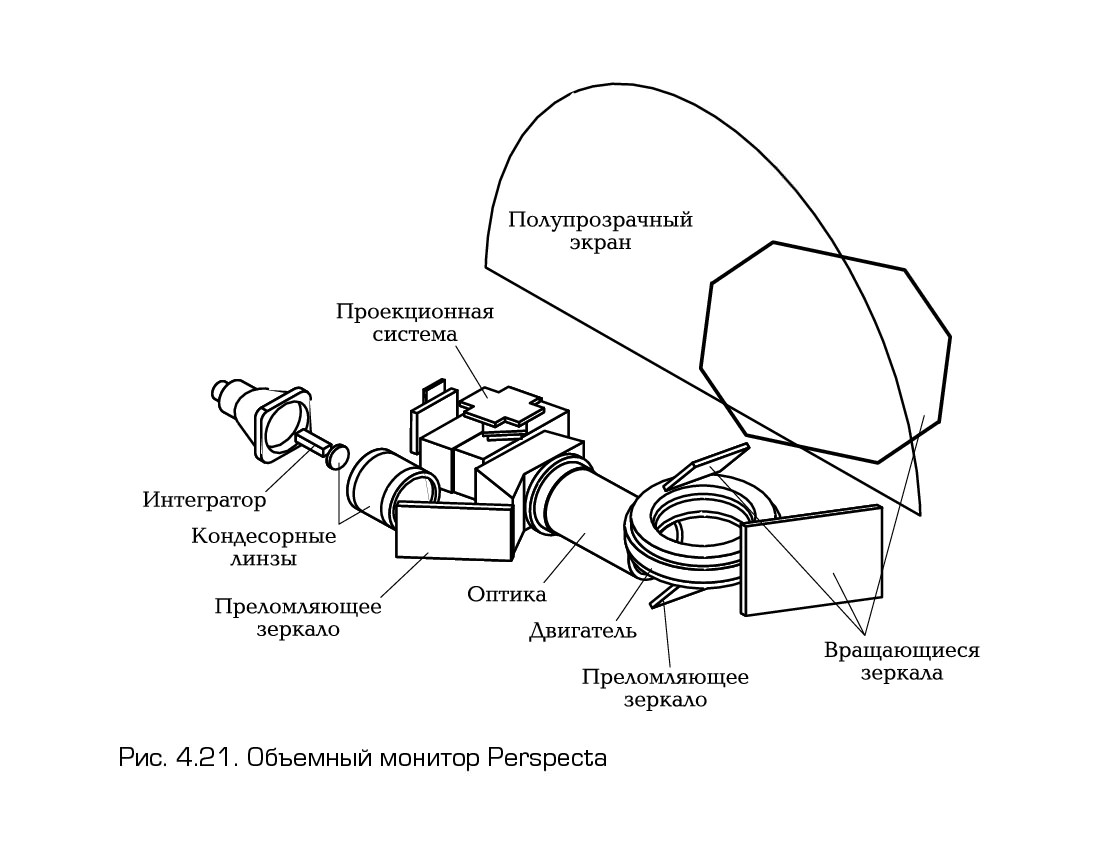 Полупрозрачный
экран
Проекционная
система
Интегратор
Кондесорные
линзы
Преломляющее
зеркало
Оптика
Двигатель
Преломляющее
зеркало
Вращающиеся
зеркала
Рис. 4.21. Объемный монитор Perspecta